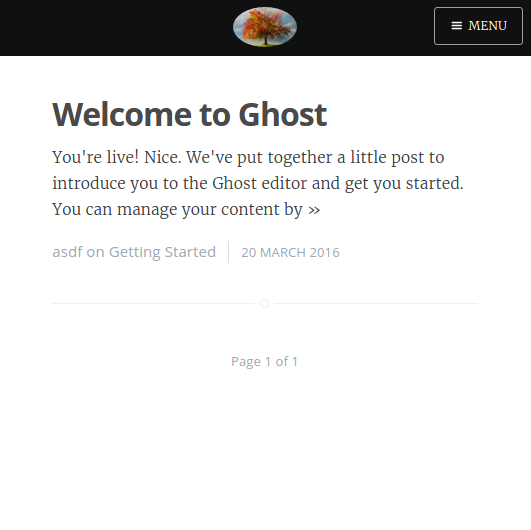 MENU
Welcome to Ghost
You're live! Nice. We've put together a little post to
introduce you to the Ghost editor and get you started.
You can manage your content by »
asdf on Getting Started
20 MARCH 2016
Page 1 of 1